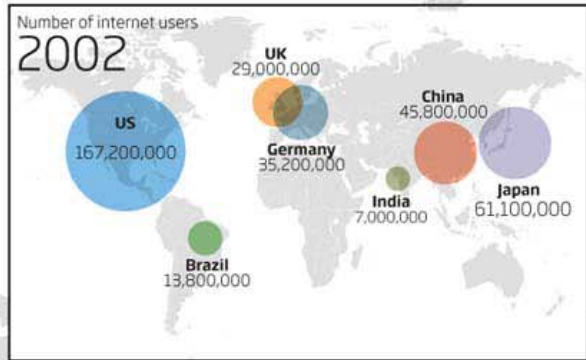 Number of internet users
2002
US
167,200,000
UK
29,000,000
Germany
35,200,000
China
45,800,000
Japan
61,100,000
India
7,000,000
Brazil
13,800,000